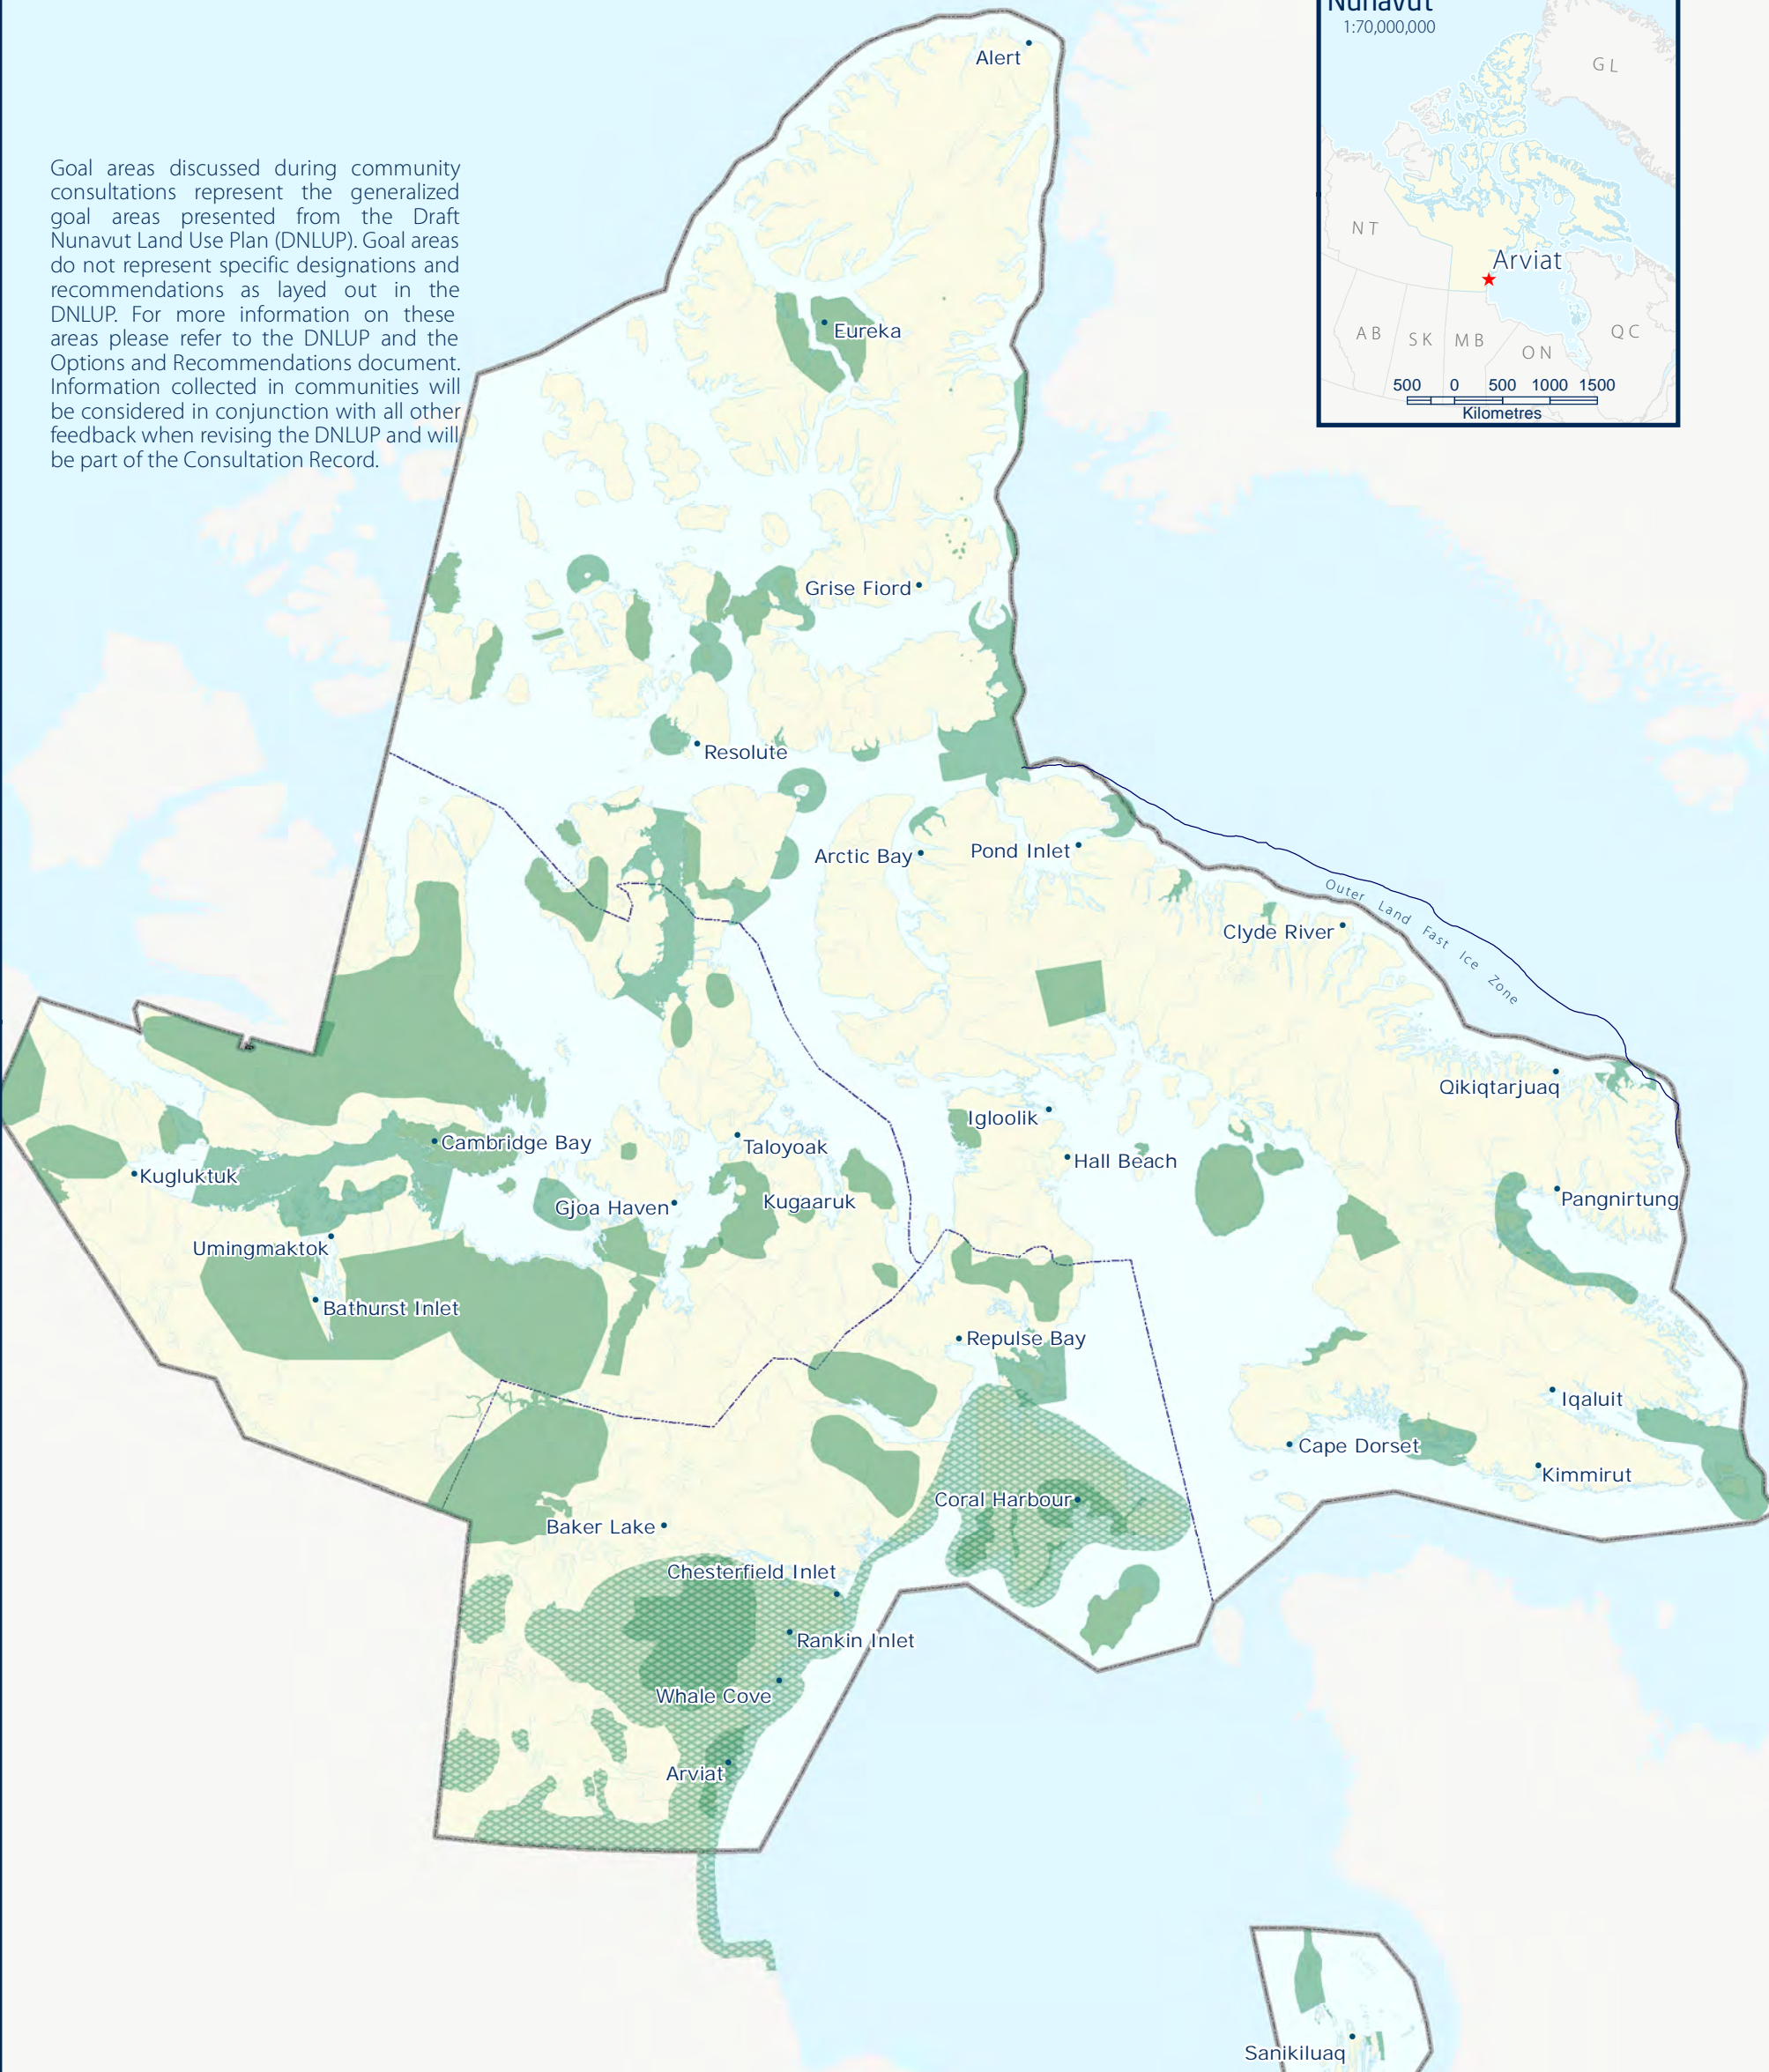 Nunavut
1:70,000,000
Alert
GL
Goal areas discussed during community
consultations represent the generalized
goal areas presented from the Draft
Nunavut Land Use Plan (DNLUP). Goal areas
do not represent specific designations and
recommendations as layed out in the
DNLUP. For more information on these
areas please refer to the DNLUP and the
Options and Recommendations document.
Information collected in communities will
be considered in conjunction with all other
feedback when revising the DNLUP and will
be part of the Consultation Record.
NT
Arviat
AB
SK
MB
ON
QC
500 0 500 1000 1500
Kilometres
Eureka
Grise Fiord
Resolute
Arctic Bay
Pond Inlet
Outer Land Fast Ice Zone
Clyde River
Qikiqtarjuaq
Igloolik
Cambridge Bay
Taloyoak
Hall Beach
Kugluktuk
Gjoa Haven
Kugaaruk
Pangnirtung
Umingmaktok
Bathurst Inlet
Repulse Bay
Iqaluit
Cape Dorset
Kimmirut
Coral Harbour
Baker Lake
Chesterfield Inlet
Rankin Inlet
Whale Cove
Arviat
Sanikiluaq